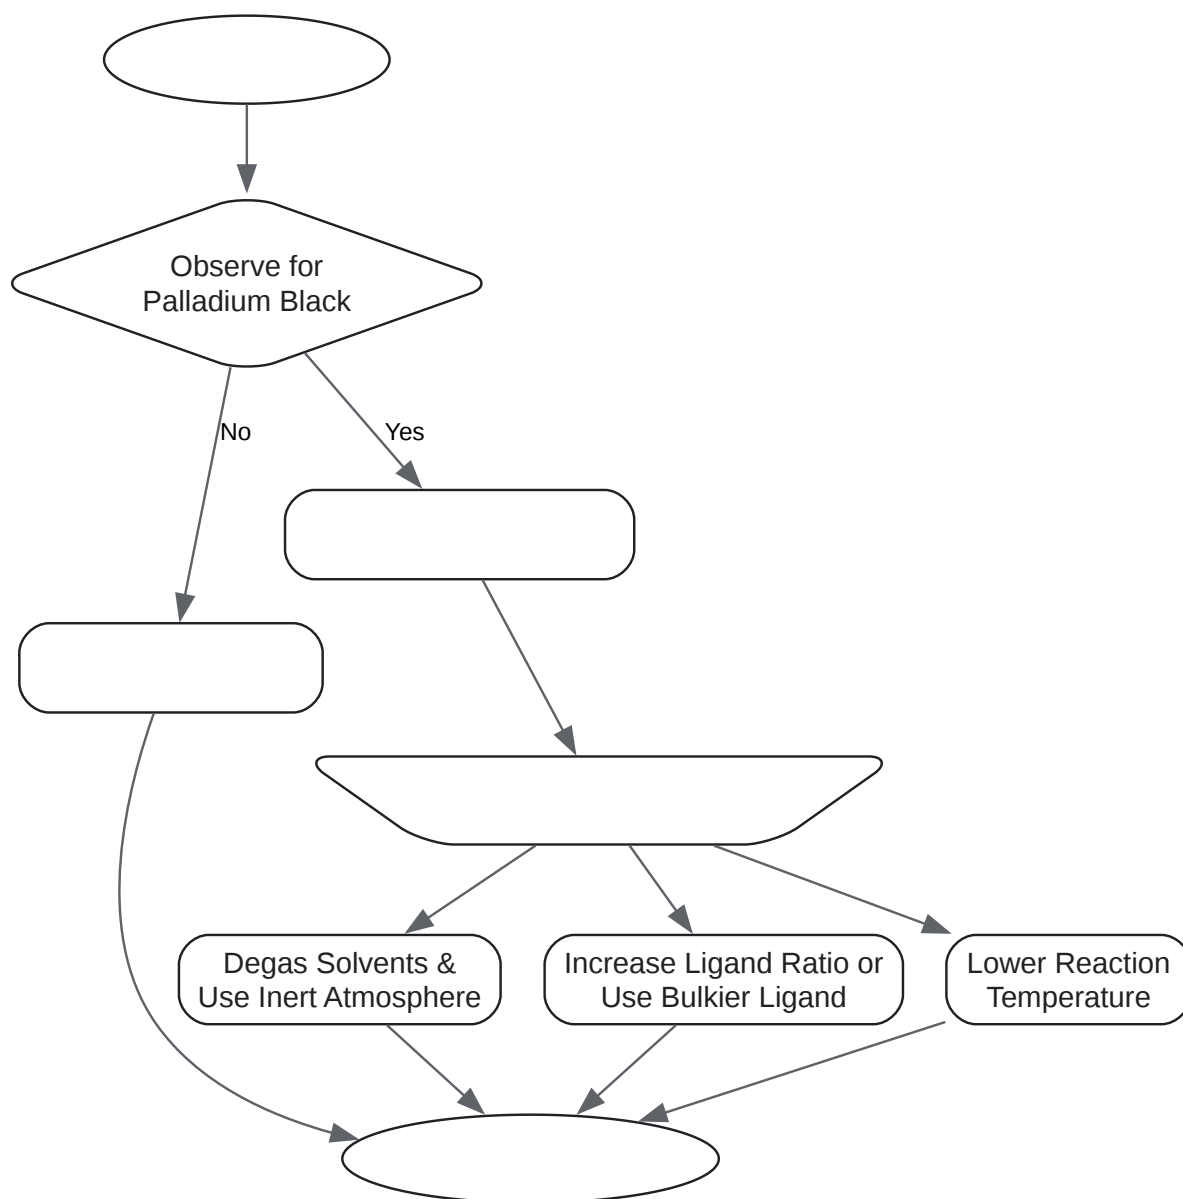 Observe for
Palladium Black
No
Yes
Degas Solvents &
Use Inert Atmosphere
Increase Ligand Ratio or
Use Bulkier Ligand
Lower Reaction
Temperature